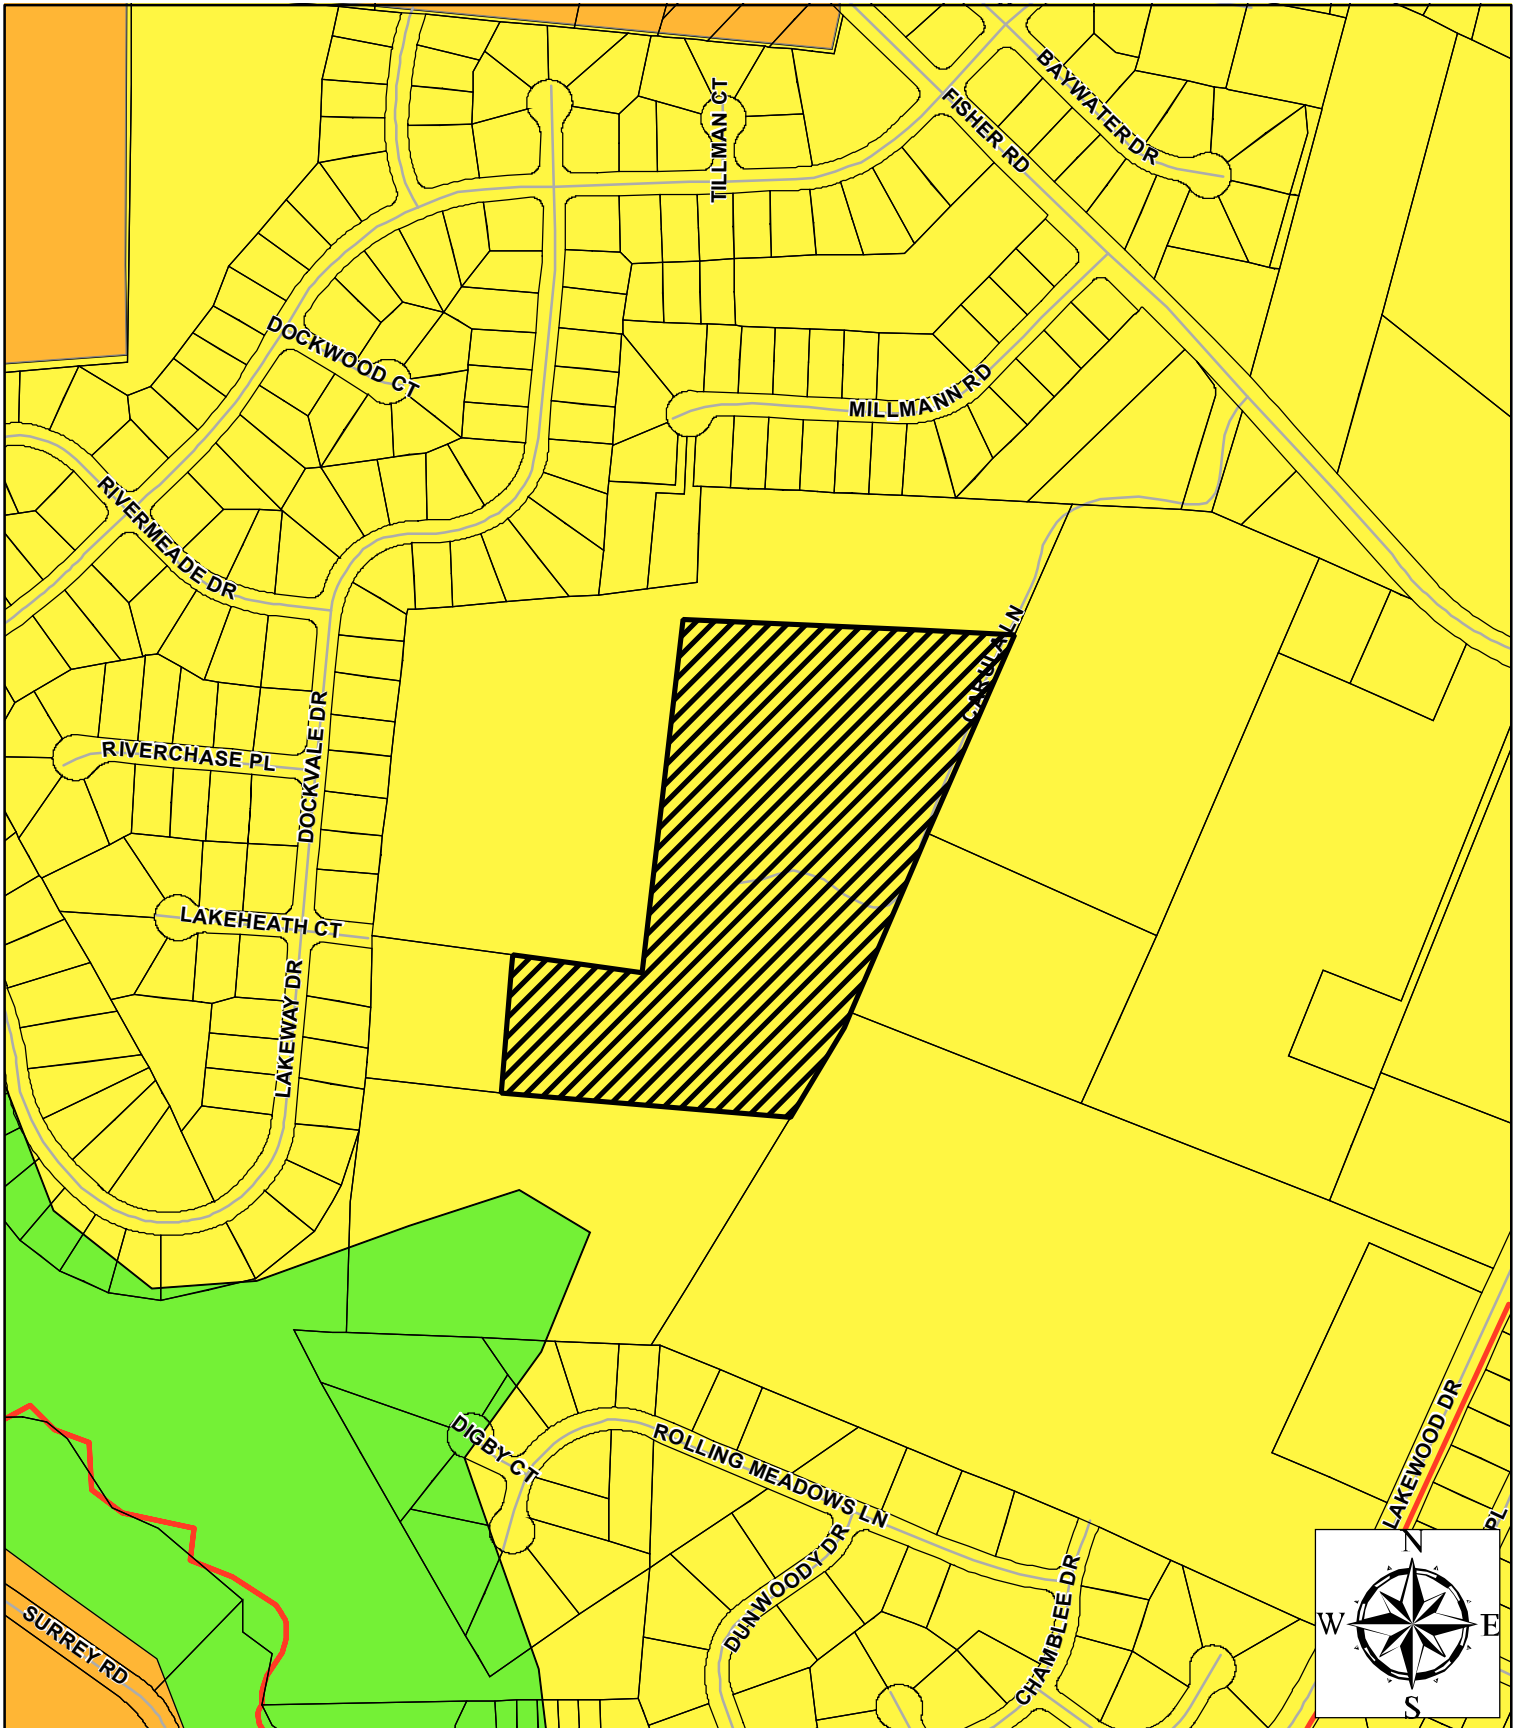 BAYWATER DR
FISHER RD
TILLMAN CT
DOCKWOOD CT
MILLMANN RD
RIVERMEADE DR
CARULA LN
DOCKVALE DR
RIVERCHASE PL
LAKEHEATH CT
LAKEWAY DR
DIGBY CT
ROLLING MEADOWS LN
LAKEWOOD DR
PL
DUNWOODY DR
CHAMBLEE DR
SURREY RD
N
W E
S